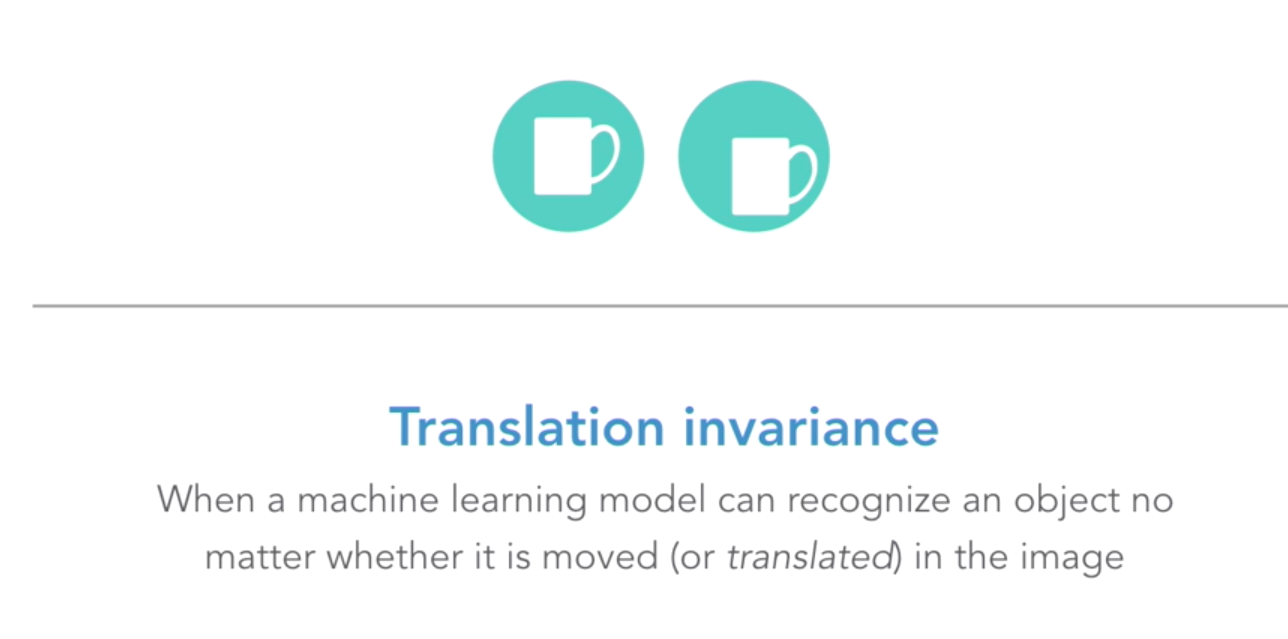 Translation invariance
When a machine learning model can recognize an object no
matter whether it is moved (or translated) in the image